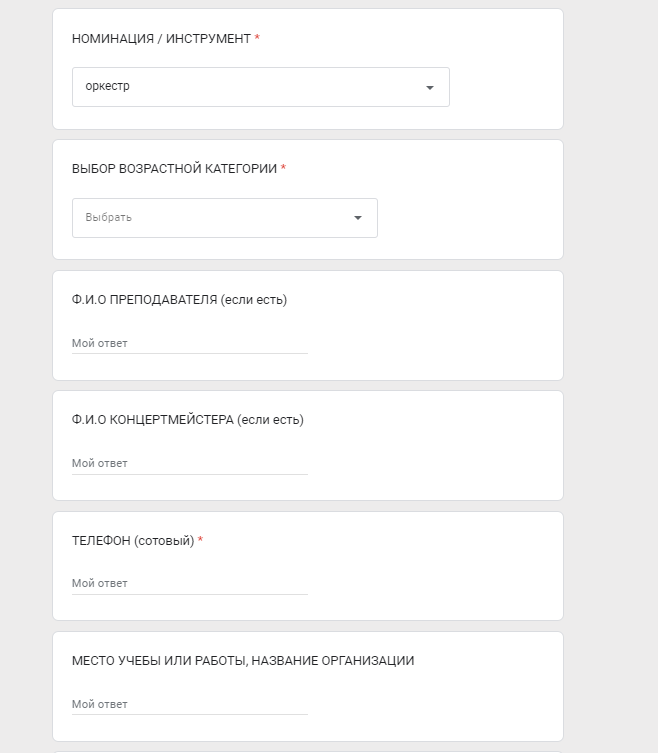 НОМИНАЦИЯ / ИНСТРУМЕНТ *
оркестр
ВЫБОР ВОЗРАСТНОЙ КАТЕГОРИИ *
Выбрать
Ф.И.О ПРЕПОДАВАТЕЛЯ (если есть)
Мой ответ
Ф.И.О КОНЦЕРТМЕЙСТЕРА (если есть)
Мой ответ
ТЕЛЕФОН (сотовый) *
Мой ответ
МЕСТО УЧЕБЫ ИЛИ РАБОТЫ, НАЗВАНИЕ ОРГАНИЗАЦИИ
Мой ответ